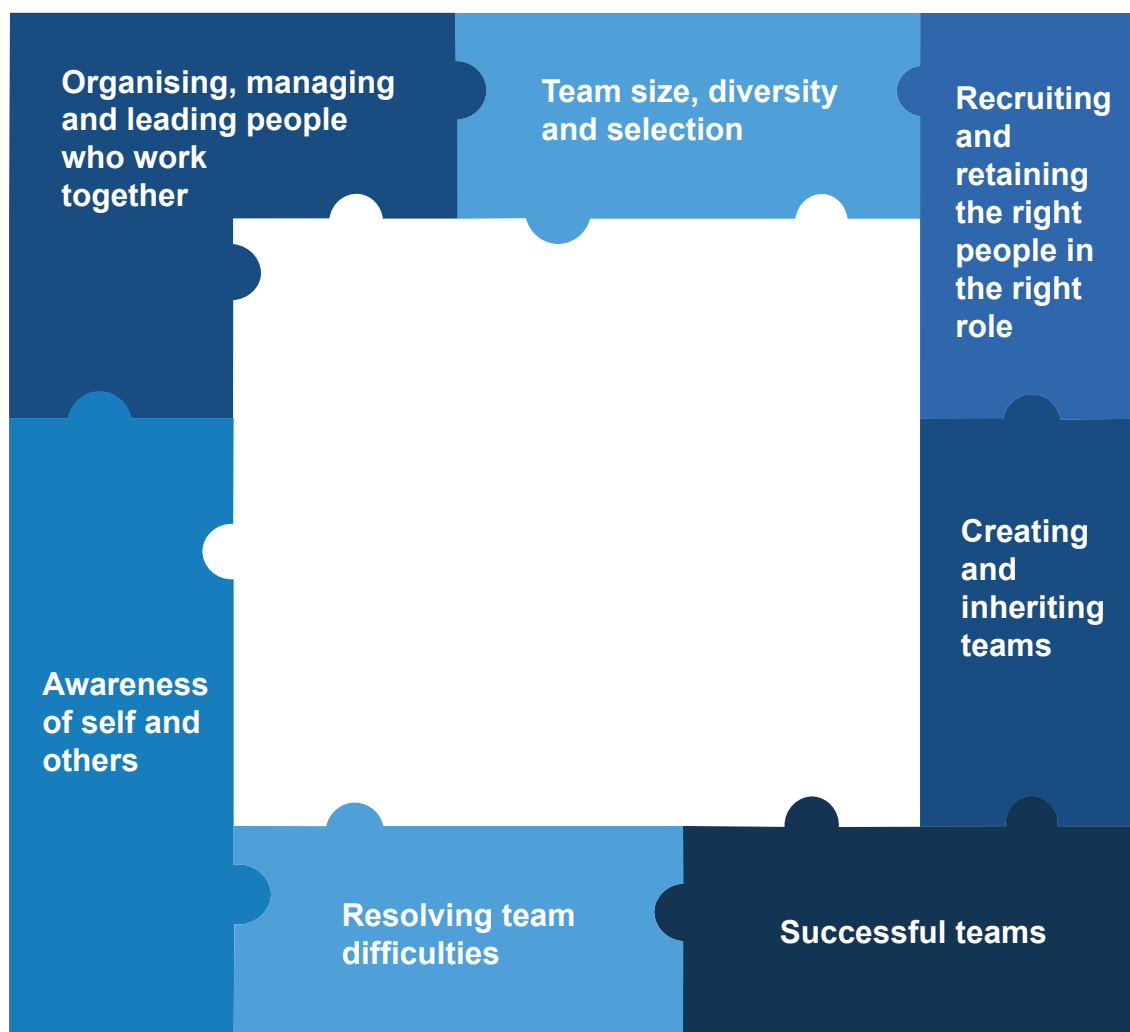 Organising, managing
and leading people
who work
together
Team size, diversity
and selection
Recruiting
and
retaining
the right
people in
the right
role
Creating
and
inheriting
teams
Awareness
of self and
others
Resolving team
difficulties
Successful teams